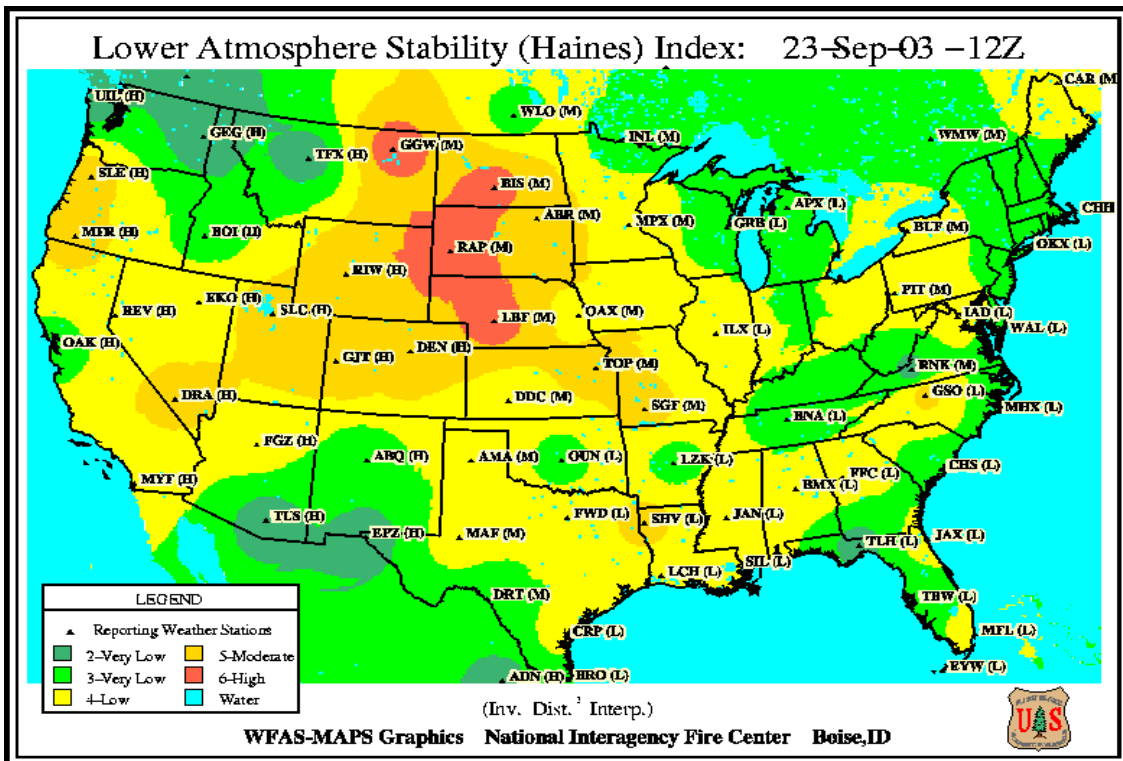 Lower Atmosphere Stability (Haines) Index: 23-Sep-03 -12Z
CAR (M
UIL (H)
WLO (M)
GEG (H)
INL (M)
WMW (M)
GGW (M)
TFX (H)
SLE (H)
BIS (M)
APX (L)
CHH
ABR (M)
MPX (M)
GRB (L)
MFR (H)
BOI (H)
BLF (M)
OKX (L)
RAP (M)
RIW (H)
PIT (M)
EKO (H)
REV (H)
SLC (H)
LBF (M)
OAX (M)
IAD (L)
WAL (L)
ILX (L)
OAK (H)
DEN (H)
GJT (H)
TOP (M)
RNK (M)
DRA (H)
DDC (M)
SGF (M)
GSO (L)
MHX (L)
BNA (L)
FGZ (H)
ABQ (H)
AMA (M)
OUN (L)
LZK (L)
CHS (L)
FFC (L)
MYF (H)
BMX (L)
TLS (H)
FWD (L)
SHV (L)
JAN (L)
EPZ (H)
MAF (M)
JAX (L)
TLH (L)
SIL (L)
LCH (L)
DRT (M)
TBW (L)
CRP (L)
MFL (L)
EYW (L)
ADN (H)
BRO (L)
LEGEND
Reporting Weather Stations
2-Very Low
5-Moderate
3-Very Low
6-High
4-Low
Water
(Inv. Dist.² Interp.)
WFAS-MAPS Graphics National Interagency Fire Center Boise,ID
U S